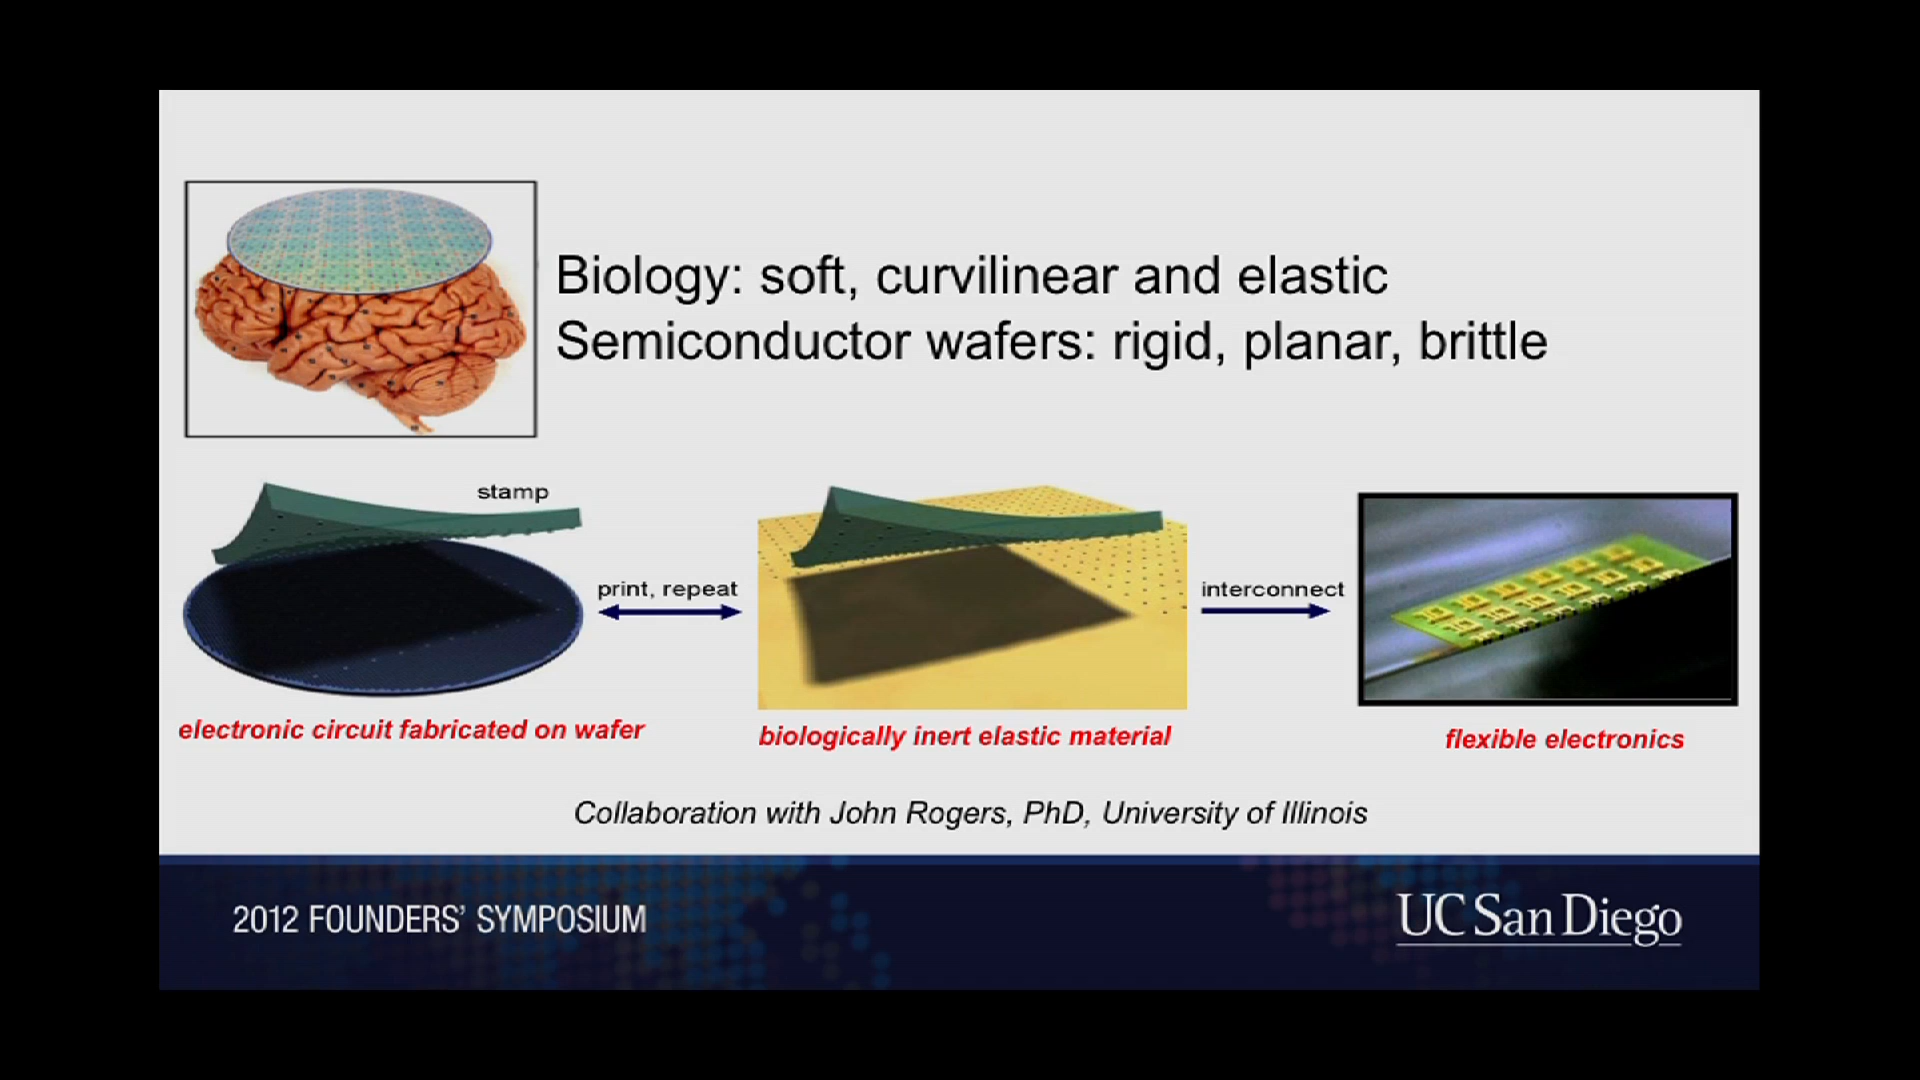 Biology: soft, curvilinear and elastic
Semiconductor wafers: rigid, planar, brittle
stamp
print, repeat
interconnect
electronic circuit fabricated on wafer
biologically inert elastic material
flexible electronics
Collaboration with John Rogers, PhD, University of Illinois
2012 FOUNDERS’ SYMPOSIUM
UC San Diego